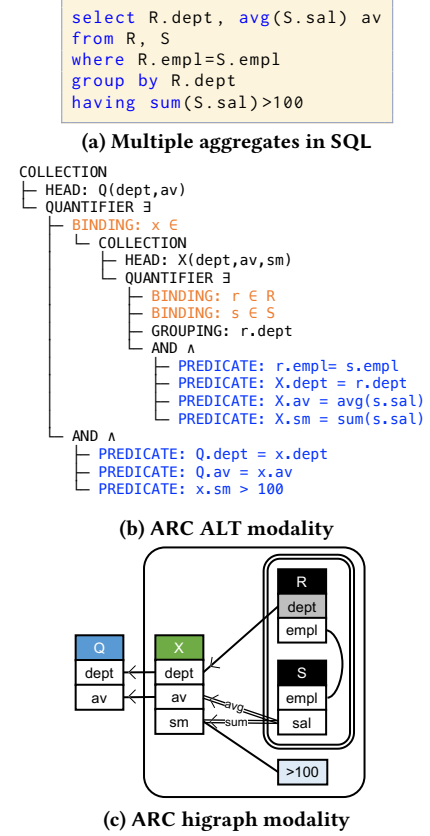 select R.dept, avg(S.sal) av
from R, S
where R.empl=S.empl
group by R.dept
having sum(S.sal)>100
(a) Multiple aggregates in SQL
COLLECTION
├─ HEAD: Q(dept,av)
└─ QUANTIFIER ∃
├─ BINDING: x ∈
└─ COLLECTION
├─ HEAD: X(dept,av,sm)
└─ QUANTIFIER ∃
├─ BINDING: r ∈ R
├─ BINDING: s ∈ S
├─ GROUPING: r.dept
└─ AND ∧
├─ PREDICATE: r.empl= s.empl
├─ PREDICATE: X.dept = r.dept
├─ PREDICATE: X.av = avg(s.sal)
└─ PREDICATE: X.sm = sum(s.sal)
└─ AND ∧
├─ PREDICATE: Q.dept = x.dept
├─ PREDICATE: Q.av = x.av
└─ PREDICATE: x.sm > 100
(b) ARC ALT modality
R
dept
empl
Q
dept
av
X
dept
av
sm
avg
sum
S
empl
sal
>100
(c) ARC higraph modality